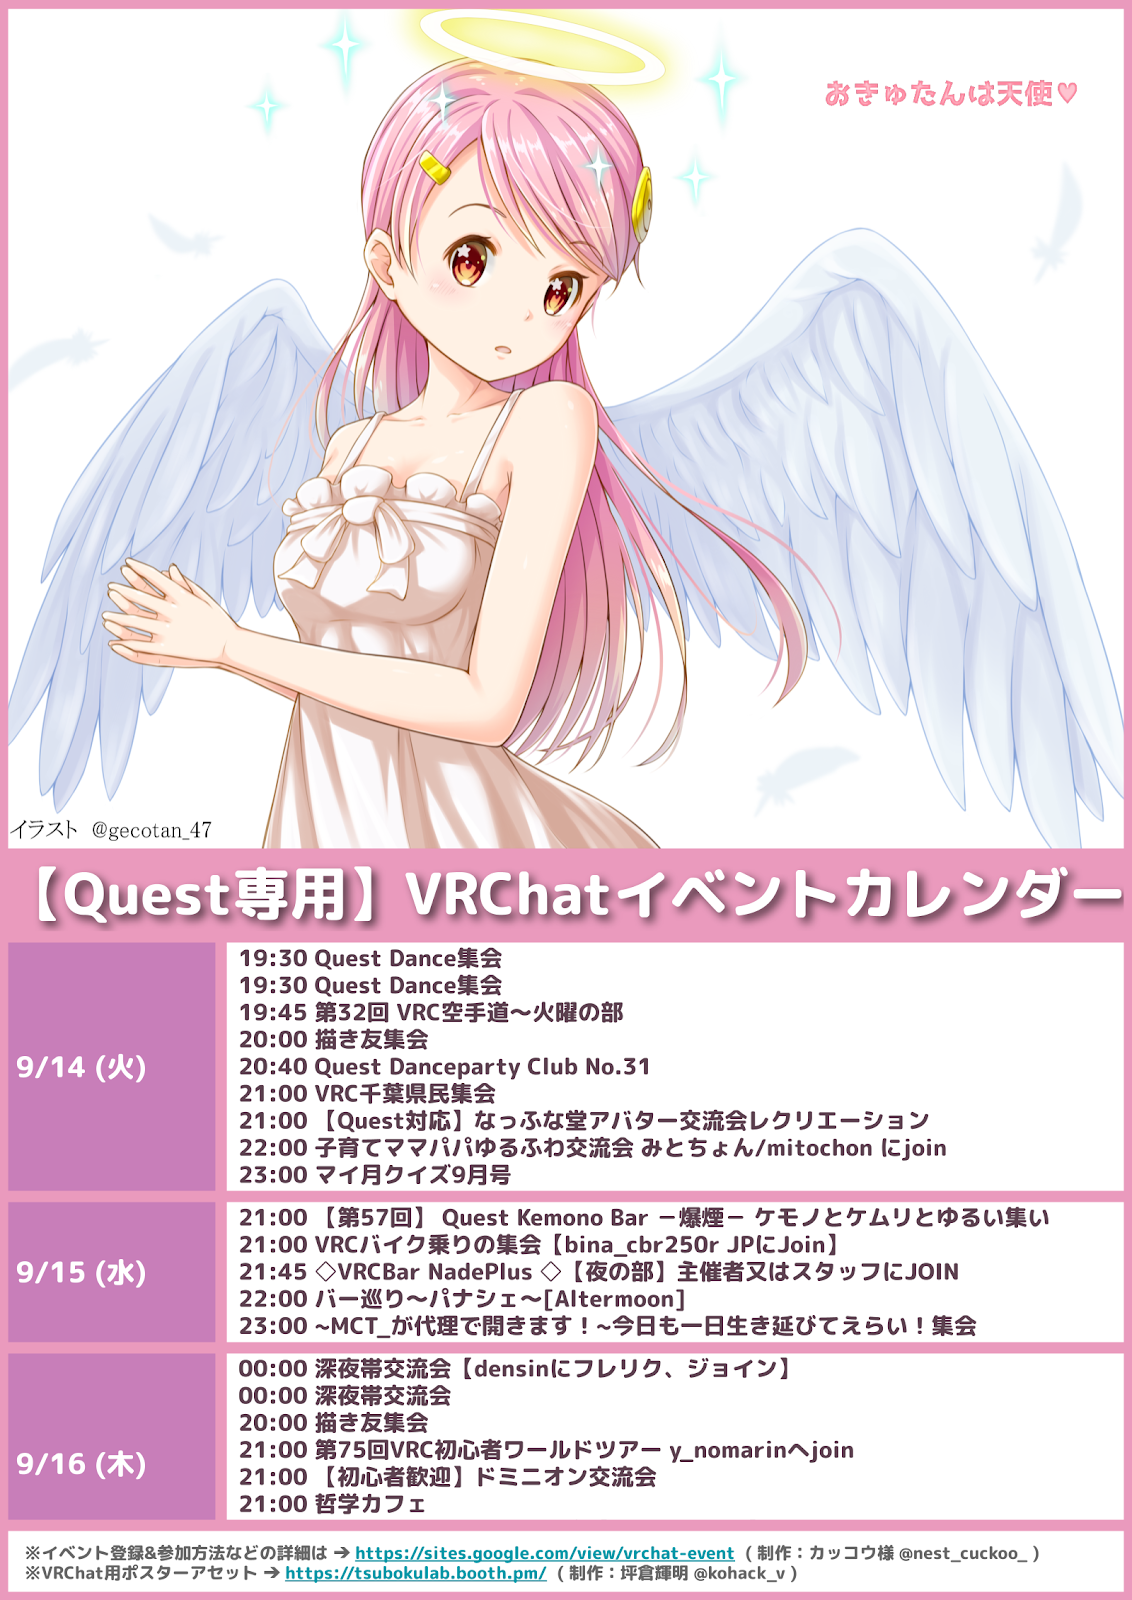 おきゅたんは天使♥
イラスト @gecotan_47
【Quest専用】VRChatイベントカレンダー
9/14 (火)
19:30 Quest Dance集会
19:30 Quest Dance集会
19:45 第32回 VRC空手道～火曜の部
20:00 描き友集会
20:40 Quest Danceparty Club No.31
21:00 VRC千葉県民集会
21:00 【Quest対応】なっふな堂アバター交流会レクリエーション
22:00 子育てママパパゆるふわ交流会 みとちょん/mitochon にjoin
23:00 マイ月クイズ9月号
9/15 (水)
21:00 【第57回】 Quest Kemono Bar －爆煙－ ケモノとケムリとゆるい集い
21:00 VRCバイク乗りの集会【bina_cbr250r JPにJoin】
21:45 ◇VRCBar NadePlus ◇【夜の部】主催者又はスタッフにJOIN
22:00 バー巡り～パナシェ～[Altermoon]
23:00 ~MCT_が代理で開きます！~今日も一日生き延びてえらい！集会
9/16 (木)
00:00 深夜帯交流会【densinにフレリク、ジョイン】
00:00 深夜帯交流会
20:00 描き友集会
21:00 第75回VRC初心者ワールドツアー y_nomarinへjoin
21:00 【初心者歓迎】ドミニオン交流会
21:00 哲学カフェ
※イベント登録&参加方法などの詳細は → https://sites.google.com/view/vrchat-event ( 制作：カッコウ様 @nest_cuckoo_ )
※VRChat用ポスターアセット → https://tsubokulab.booth.pm/ ( 制作：坪倉輝明 @kohack_v )